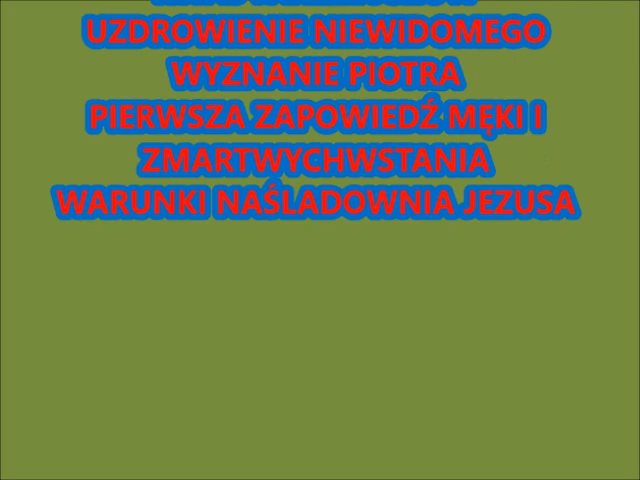 UZDROWIENIE NIEWIDOMEGO
WYZNANIE PIOTRA
PIERWSZA ZAPOWIEDŹ MĘKI I
ZMARTWYCHWSTANIA
WARUNKI NAŚLADOWNIA JEZUSA